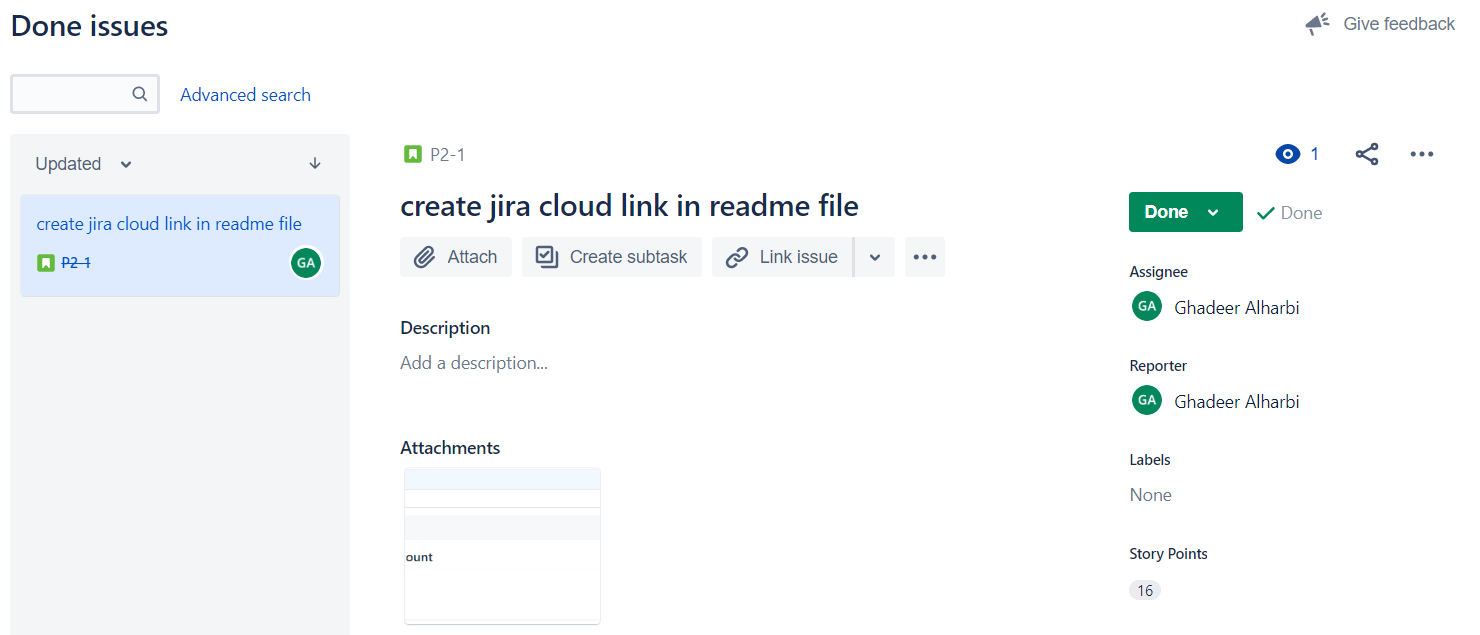 Done issues
Give feedback
Advanced search
Updated
create jira cloud link in readme file
P2-1
GA
P2-1
1
create jira cloud link in readme file
Attach
Create subtask
Link issue
Description
Add a description...
Attachments
ount
Done
Done
Assignee
GA Ghadeer Alharbi
Reporter
GA Ghadeer Alharbi
Labels
None
Story Points
16